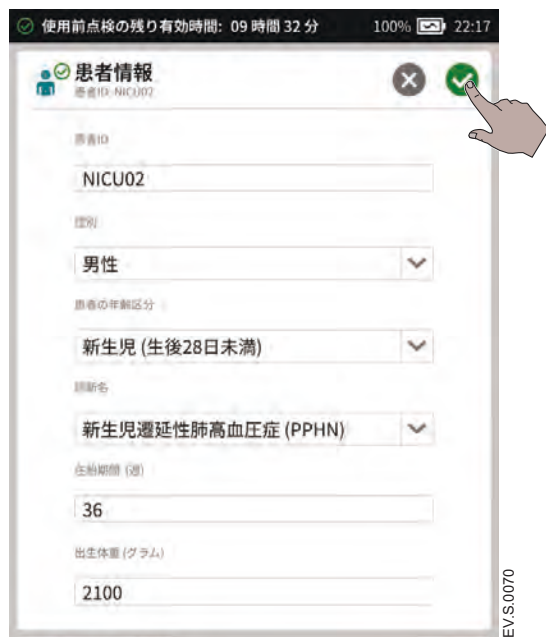 使用前点検の残り有効時間: 09 時間 32 分 100% 22:17
患者情報
患者ID: NICU02
患者ID
NICU02
性別
男性
患者の年齢区分
新生児 (生後28日未満)
診断名
新生児遷延性肺高血圧症 (PPHN)
在胎期間 (週)
36
出生体重 (グラム)
2100
EV.S.0070